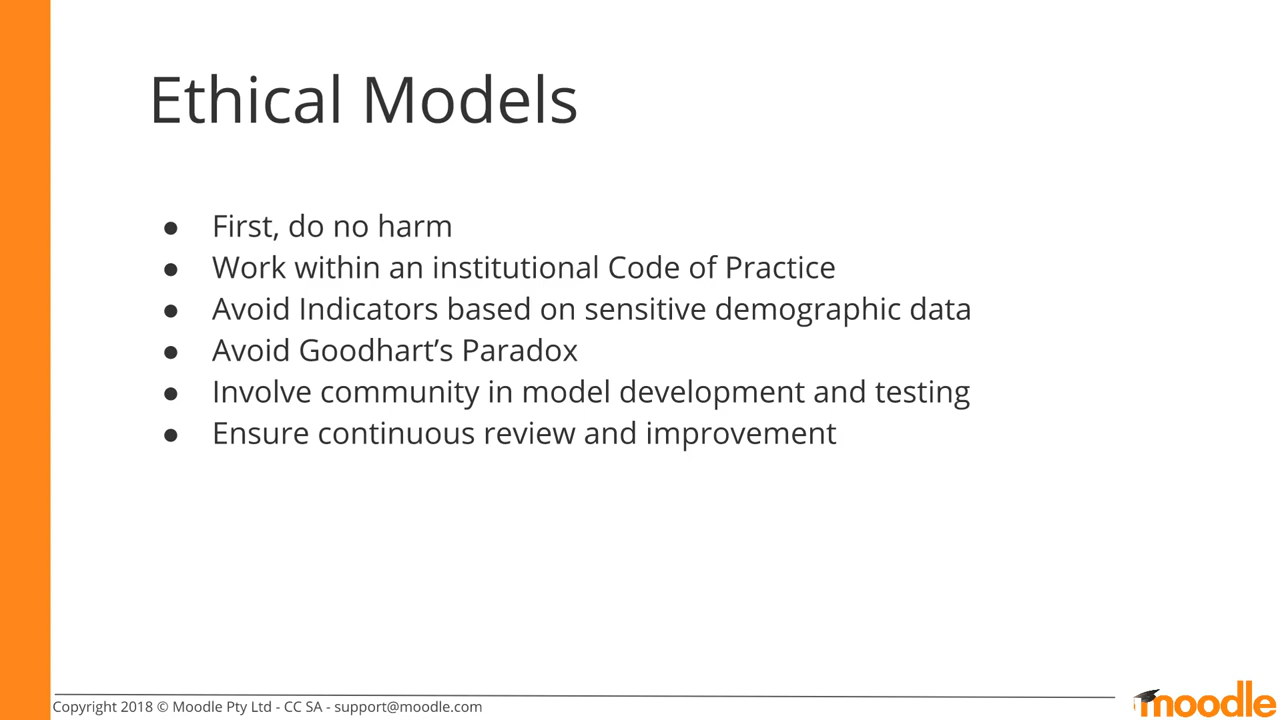 Ethical Models
● First, do no harm
● Work within an institutional Code of Practice
● Avoid Indicators based on sensitive demographic data
● Avoid Goodhart’s Paradox
● Involve community in model development and testing
● Ensure continuous review and improvement
Copyright 2018 © Moodle Pty Ltd - CC SA - support@moodle.com
moodle